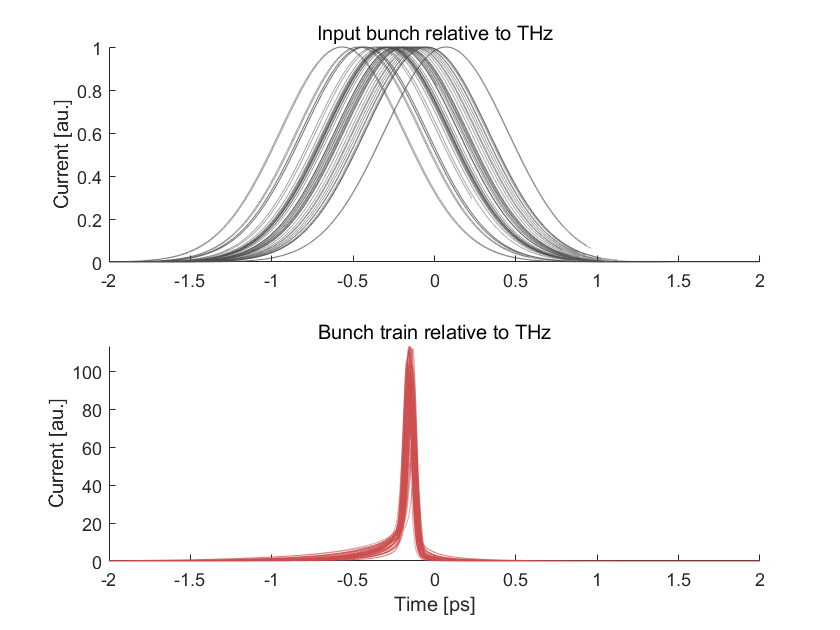 Input bunch relative to THz
Current [au.]
1
0.8
0.6
0.4
0.2
0
-2 -1.5 -1 -0.5 0 0.5 1 1.5 2
Bunch train relative to THz
Current [au.]
100
80
60
40
20
0
-2 -1.5 -1 -0.5 0 0.5 1 1.5 2
Time [ps]